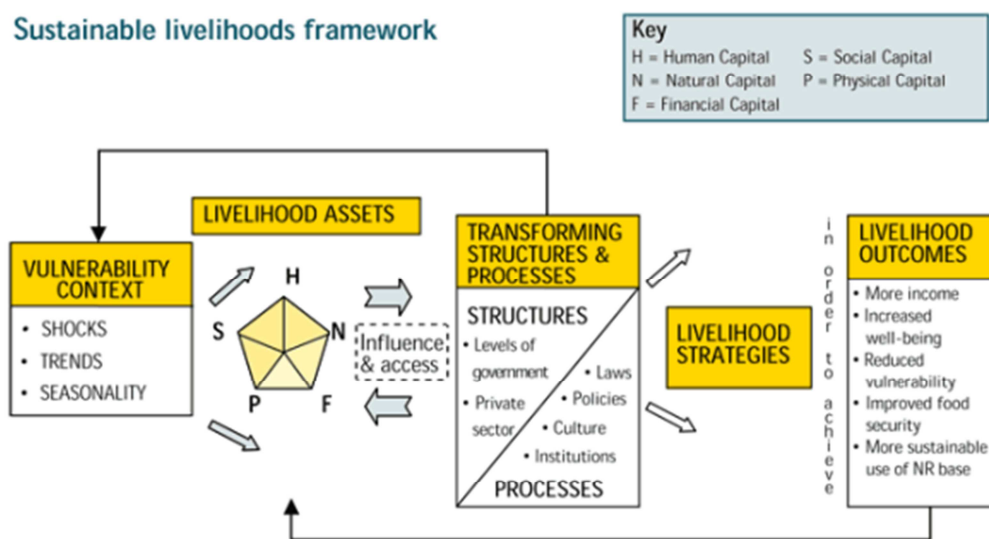 Sustainable livelihoods framework
Key
H = Human Capital
S = Social Capital
N = Natural Capital
P = Physical Capital
F = Financial Capital
LIVELIHOOD ASSETS
VULNERABILITY
CONTEXT
• SHOCKS
• TRENDS
• SEASONALITY
H
S
N
P
F
Influence
& access
TRANSFORMING
STRUCTURES &
PROCESSES
STRUCTURES
• Levels of
government
• Private
sector
• Laws
• Policies
• Culture
• Institutions
PROCESSES
LIVELIHOOD
STRATEGIES
in order to achieve
LIVELIHOOD
OUTCOMES
• More income
• Increased
well-being
• Reduced
vulnerability
• Improved food
security
• More sustainable
use of NR base